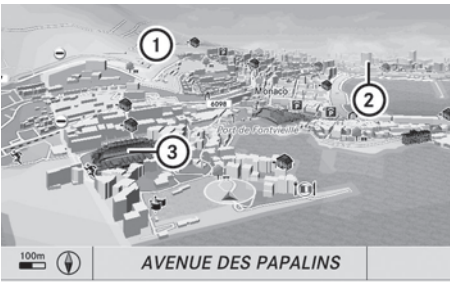 1
2
Monaco
6098
P
P
P
Port de Fontvieille
3
100m
AVENUE DES PAPALINS